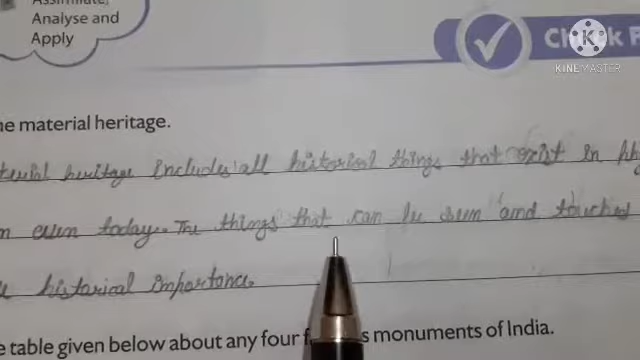 Assimilate,
Analyse and
Apply
Check P
KINEMASTER
he material heritage.
terial heritage includes all historical things that exist in
even today. The things that can be seen and touched
historical importance.
e table given below about any four f s monuments of India.